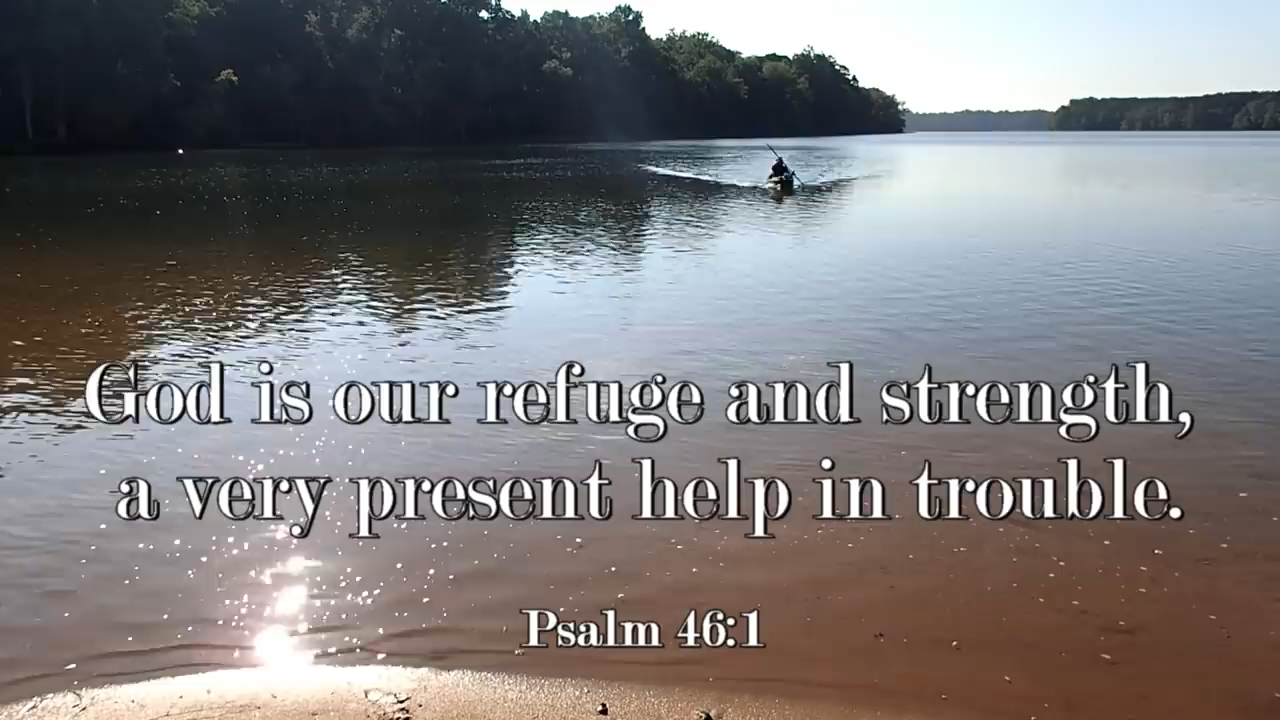 God is our refuge and strength,
a very present help in trouble.
Psalm 46:1